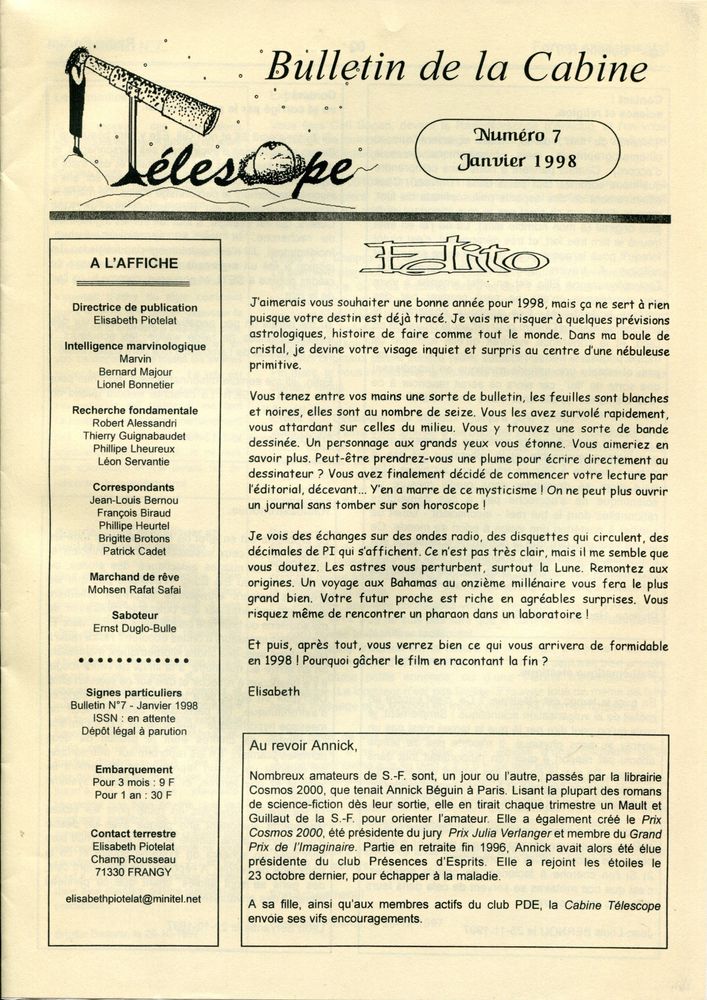 Bulletin de la Cabine
Télescope
Numéro 7
Janvier 1998
A L'AFFICHE
Directrice de publication
Elisabeth Piotelat
Intelligence marvinologique
Marvin
Bernard Majour
Lionel Bonnetier
Recherche fondamentale
Robert Alessandri
Thierry Guignabaudet
Phillipe Lheureux
Léon Servantie
Correspondants
Jean-Louis Bernou
François Biraud
Phillipe Heurtel
Brigitte Brotons
Patrick Cadet
Marchand de rêve
Mohsen Rafat Safai
Saboteur
Ernst Duglo-Bulle
Signes particuliers
Bulletin N°7 - Janvier 1998
ISSN : en attente
Dépôt légal à parution
Embarquement
Pour 3 mois : 9 F
Pour 1 an : 30 F
Contact terrestre
Elisabeth Piotelat
Champ Rousseau
71330 FRANGY
elisabethpiotelat@minitel.net
Edito
J'aimerais vous souhaiter une bonne année pour 1998, mais ça ne sert à rien
puisque votre destin est déjà tracé. Je vais me risquer à quelques prévisions
astrologiques, histoire de faire comme tout le monde. Dans ma boule de
cristal, je devine votre visage inquiet et surpris au centre d'une nébuleuse
primitive.
Vous tenez entre vos mains une sorte de bulletin, les feuilles sont blanches
et noires, elles sont au nombre de seize. Vous les avez survolé rapidement,
vous attardant sur celles du milieu. Vous y trouvez une sorte de bande
dessinée. Un personnage aux grands yeux vous étonne. Vous aimeriez en
savoir plus. Peut-être prendrez-vous une plume pour écrire directement au
dessinateur ? Vous avez finalement décidé de commencer votre lecture par
l'éditorial, décevant... Y'en a marre de ce mysticisme ! On ne peut plus ouvrir
un journal sans tomber sur son horoscope !
Je vois des échanges sur des ondes radio, des disquettes qui circulent, des
décimales de PI qui s'affichent. Ce n'est pas très clair, mais il me semble que
vous doutez. Les astres vous perturbent, surtout la Lune. Remontez aux
origines. Un voyage aux Bahamas au onzième millénaire vous fera le plus
grand bien. Votre futur proche est riche en agréables surprises. Vous
risquez même de rencontrer un pharaon dans un laboratoire !
Et puis, après tout, vous verrez bien ce qui vous arrivera de formidable
en 1998 ! Pourquoi gâcher le film en racontant la fin ?
Elisabeth
Au revoir Annick,
Nombreux amateurs de S.-F. sont, un jour ou l'autre, passés par la librairie
Cosmos 2000, que tenait Annick Béguin à Paris. Lisant la plupart des romans
de science-fiction dès leur sortie, elle en tirait chaque trimestre un Mault et
Guillaut de la S.-F. pour orienter l'amateur. Elle a également créé le Prix
Cosmos 2000, été présidente du jury Prix Julia Verlanger et membre du Grand
Prix de l'Imaginaire. Partie en retraite fin 1996, Annick avait alors été élue
présidente du club Présences d'Esprits. Elle a rejoint les étoiles le
23 octobre dernier, pour échapper à la maladie.
A sa fille, ainsi qu'aux membres actifs du club PDE, la Cabine Télescope
envoie ses vifs encouragements.